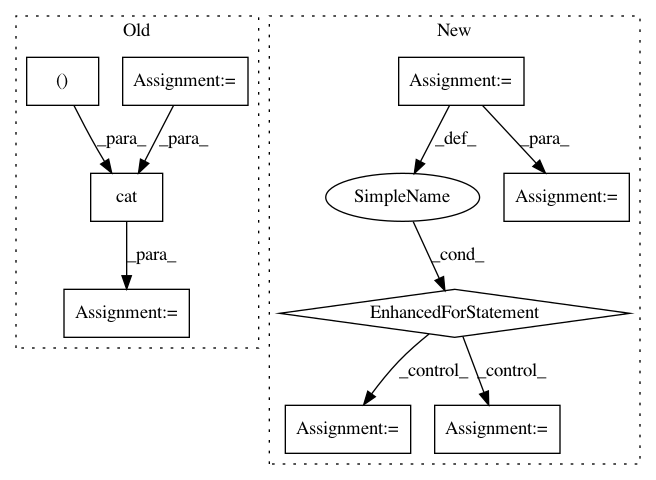 Old
New
()
Assignment:=
Assignment:=
_para_
_para_
_def_
_para_
cat
SimpleName
Assignment:=
_para_
_cond_
Assignment:=
EnhancedForStatement
_control_
_control_
Assignment:=
Assignment:=